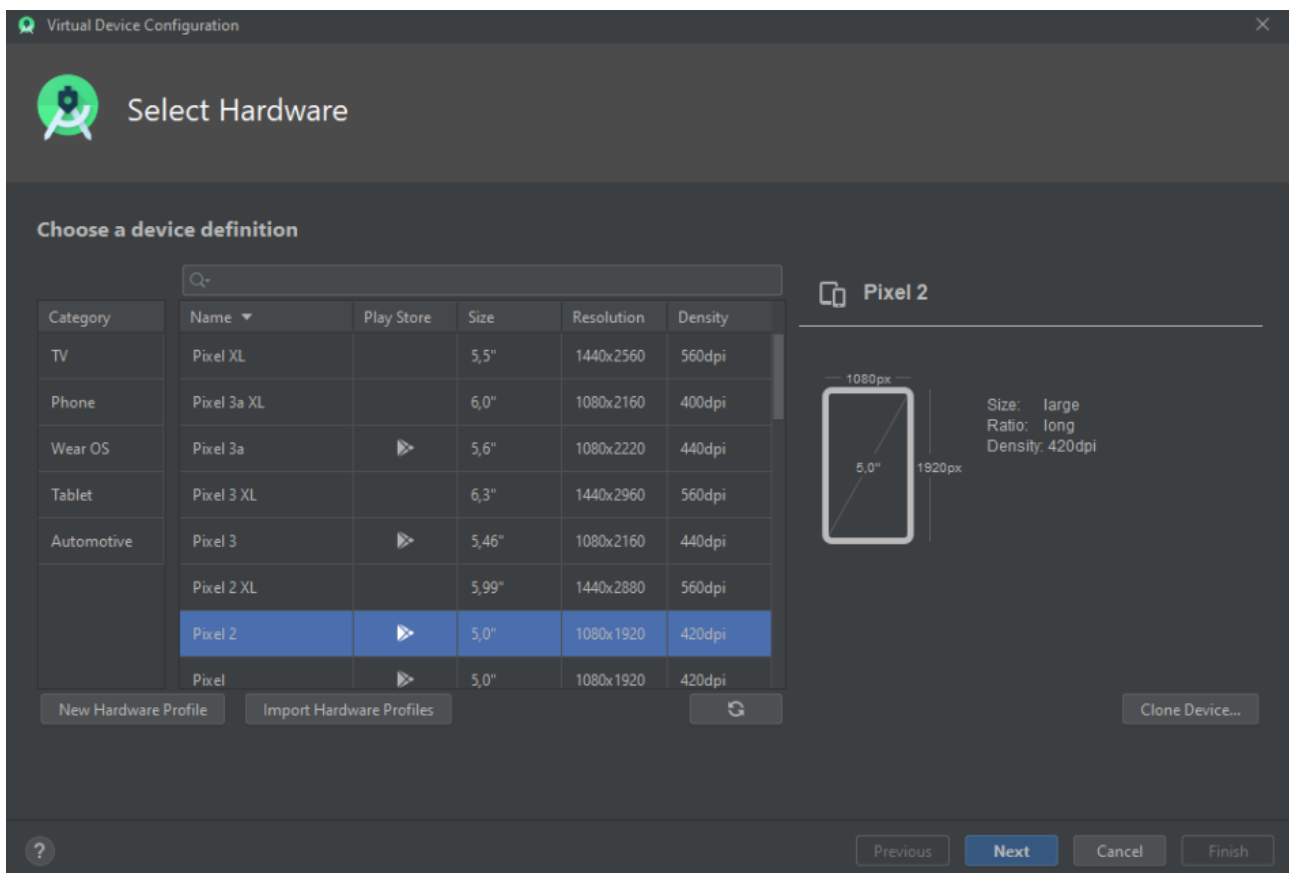 Virtual Device Configuration
Select Hardware
Choose a device definition
Category
TV
Phone
Wear OS
Tablet
Automotive
Name Play Store Size Resolution Density
Pixel XL 5,5" 1440x2560 560dpi
Pixel 3a XL 6,0" 1080x2160 400dpi
Pixel 3a 5,6" 1080x2220 440dpi
Pixel 3 XL 6,3" 1440x2960 560dpi
Pixel 3 5,46" 1080x2160 440dpi
Pixel 2 XL 5,99" 1440x2880 560dpi
Pixel 2 5,0" 1080x1920 420dpi
Pixel 5,0" 1080x1920 420dpi
Pixel 2
1080px
5,0"
1920px
Size: large
Ratio: long
Density: 420dpi
New Hardware Profile Import Hardware Profiles
Clone Device...
? Previous Next Cancel Finish